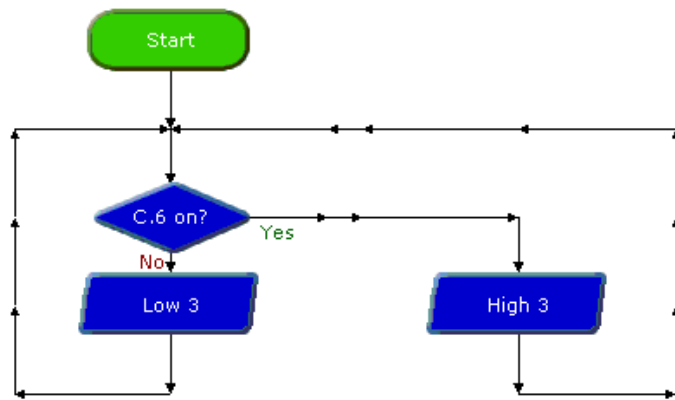 Start
C.6 on?
Yes
No
Low 3
High 3